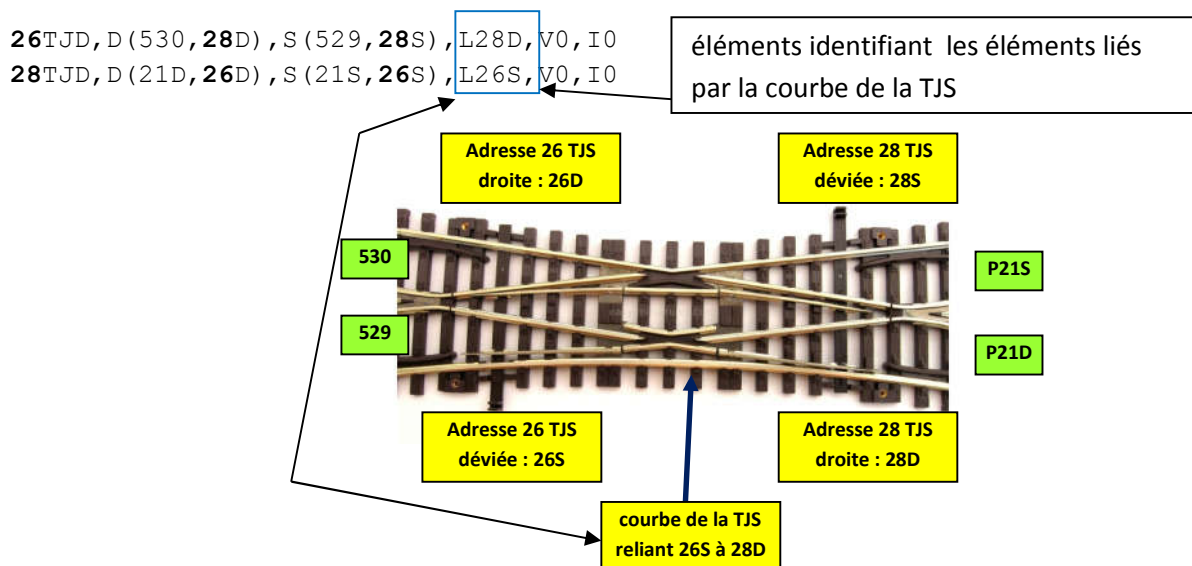 26TJD,D(530,28D),S(529,28S),L28D,V0,I0
28TJD,D(21D,26D),S(21S,26S),L26S,V0,I0
éléments identifiant les éléments liés
par la courbe de la TJS
Adresse 26 TJS
droite : 26D
Adresse 28 TJS
déviée : 28S
530
P21S
529
P21D
Adresse 26 TJS
déviée : 26S
Adresse 28 TJS
droite : 28D
courbe de la TJS
reliant 26S à 28D